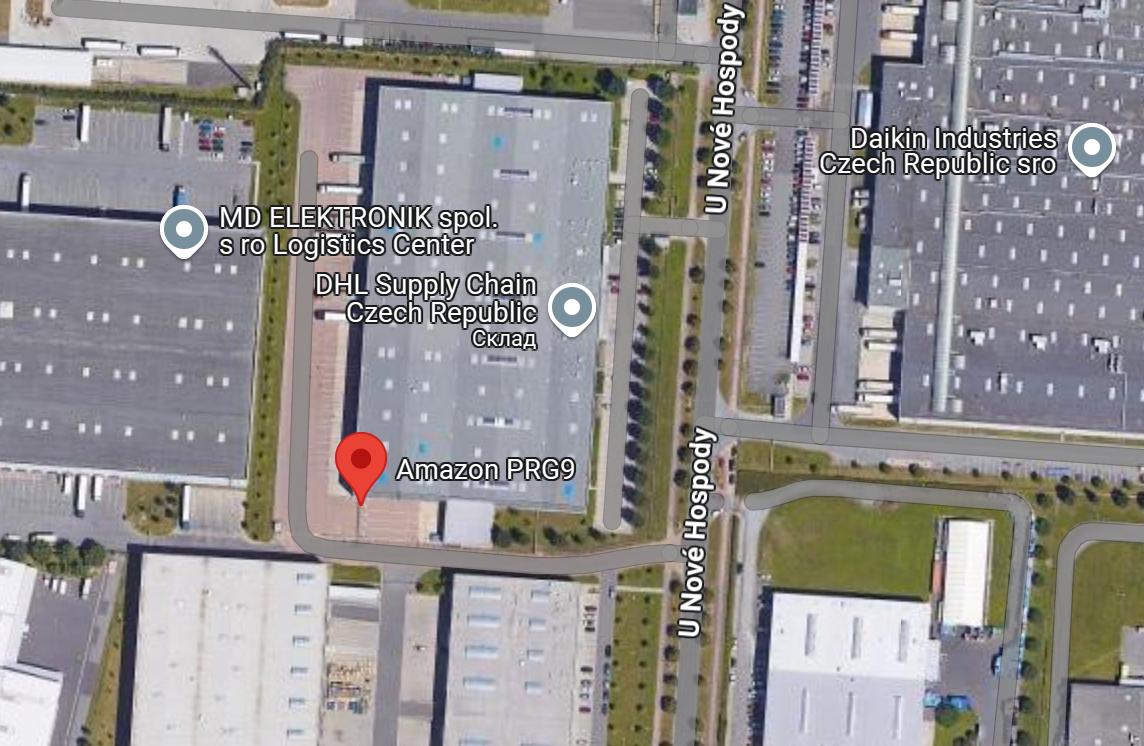 U Nové Hospody
Daikin Industries
Czech Republic sro
MD ELEKTRONIK spol.
s ro Logistics Center
DHL Supply Chain
Czech Republic
Склад
Amazon PRG9
U Nové Hospody